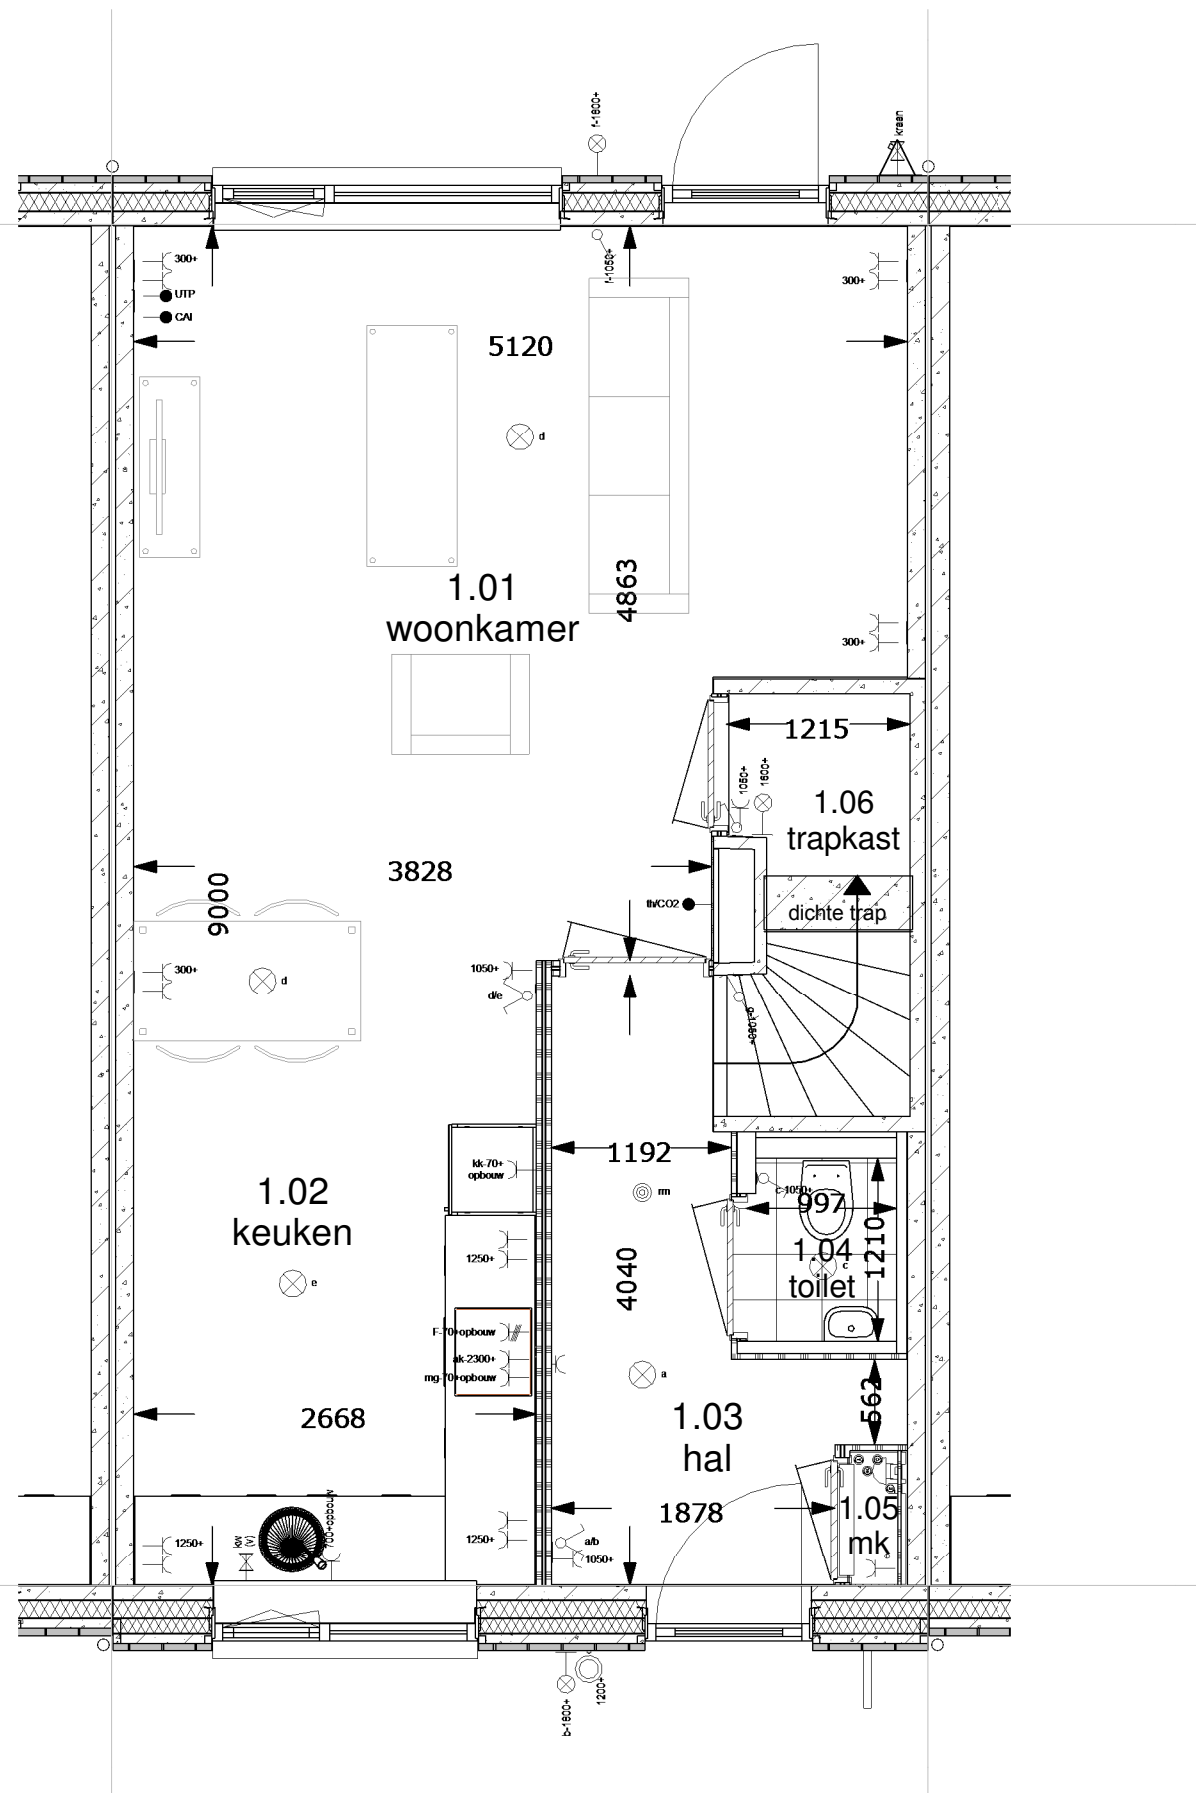 f-1800+
kraan
300+
UTP
CAI
f-1050+
300+
5120
d
4863
1.01
woonkamer
300+
1215
1050+
1800+
1.06
trapkast
3828
9000
th/CO2
dichte trap
300+
d
1050+
d/e
a-1050+
1192
kk-70+
opbouw
rm
c-1050+
997
1.02
keuken
1250+
1210
1.04
toilet
c
e
4040
F-70+opbouw
ak-2300+
mg-70+opbouw
a
562
2668
1.03
hal
1878
1.05
mk
1250+
kw
(v)
700+opbouw
1250+
a/b
1050+
b-1800+
1200+